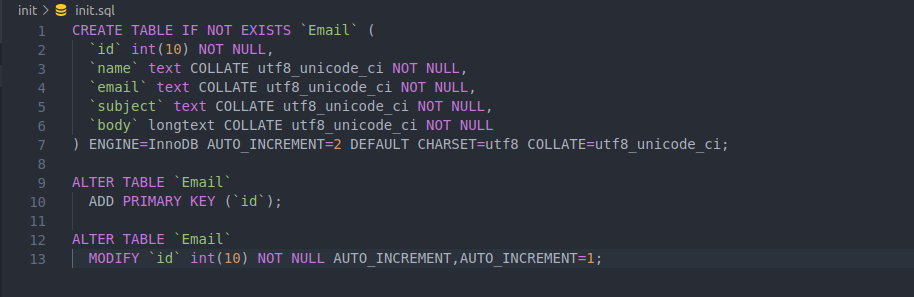 init > init.sql
1 CREATE TABLE IF NOT EXISTS `Email` (
2 `id` int(10) NOT NULL,
3 `name` text COLLATE utf8_unicode_ci NOT NULL,
4 `email` text COLLATE utf8_unicode_ci NOT NULL,
5 `subject` text COLLATE utf8_unicode_ci NOT NULL,
6 `body` longtext COLLATE utf8_unicode_ci NOT NULL
7 ) ENGINE=InnoDB AUTO_INCREMENT=2 DEFAULT CHARSET=utf8 COLLATE=utf8_unicode_ci;
8
9 ALTER TABLE `Email`
10 ADD PRIMARY KEY (`id`);
11
12 ALTER TABLE `Email`
13 MODIFY `id` int(10) NOT NULL AUTO_INCREMENT,AUTO_INCREMENT=1;